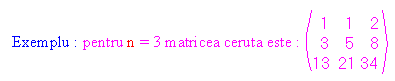 Exemplu : pentru n = 3 matricea ceruta este :
1 1 2
3 5 8
13 21 34